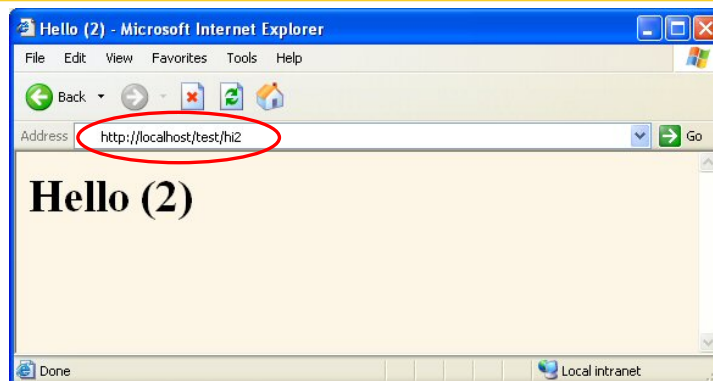 Hello (2) - Microsoft Internet Explorer
File Edit View Favorites Tools Help
Back
Address http://localhost/test/hi2 Go
Hello (2)
Done Local intranet